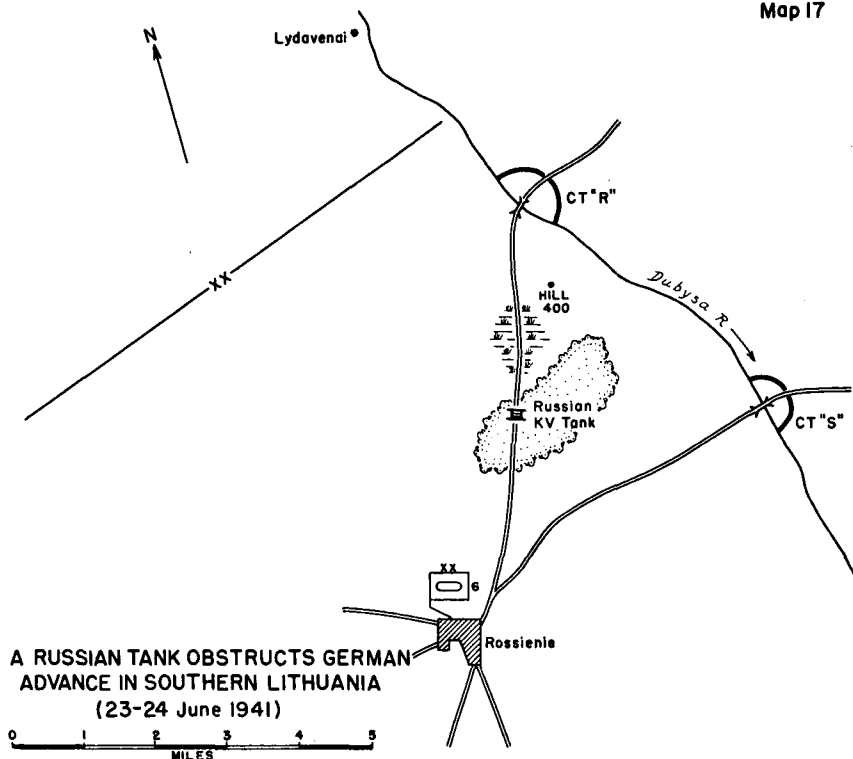 Map 17
N
Lydavenai
CT "R"
XX
HILL
400
Dubysa R
Russian
KV Tank
CT "S"
XX
6
Rossienie
A RUSSIAN TANK OBSTRUCTS GERMAN
ADVANCE IN SOUTHERN LITHUANIA
(23-24 June 1941)
0 1 2 3 4 5
MILES